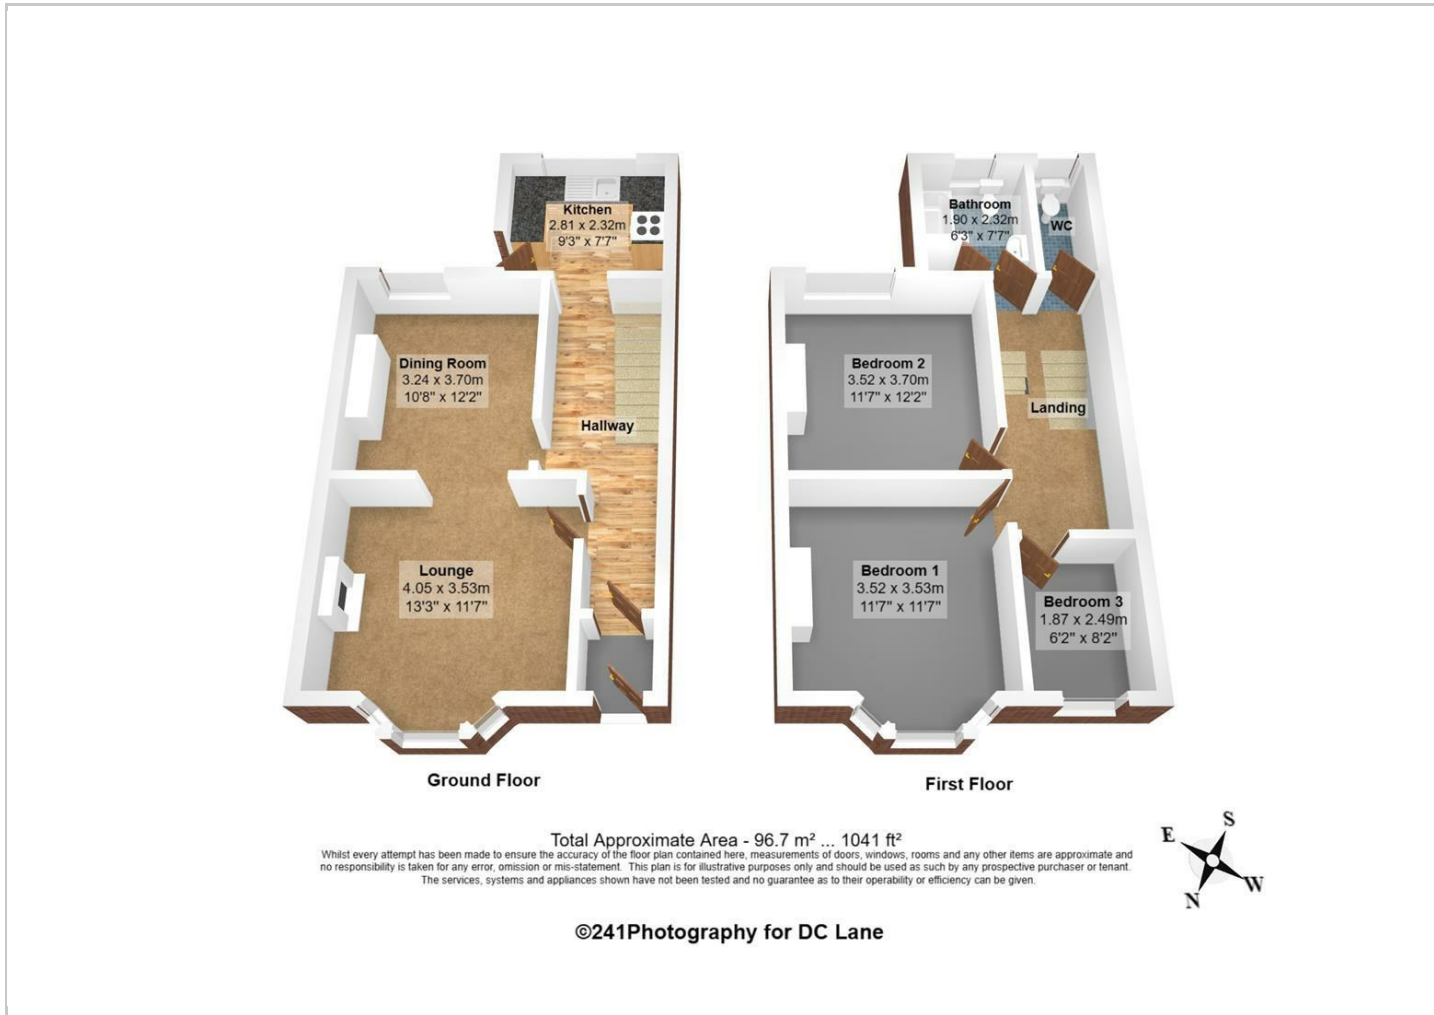 Kitchen
2.81 x 2.32m
9'3" x 7'7"
Dining Room
3.24 x 3.70m
10'8" x 12'2"
Hallway
Lounge
4.05 x 3.53m
13'3" x 11'7"
Ground Floor
Bathroom
1.90 x 2.32m
6'3" x 7'7"
WC
Bedroom 2
3.52 x 3.70m
11'7" x 12'2"
Landing
Bedroom 1
3.52 x 3.53m
11'7" x 11'7"
Bedroom 3
1.87 x 2.49m
6'2" x 8'2"
First Floor
Total Approximate Area - 96.7 m² ... 1041 ft²
Whilst every attempt has been made to ensure the accuracy of the floor plan contained here, measurements of doors, windows, rooms and any other items are approximate and
no responsibility is taken for any error, omission or mis-statement. This plan is for illustrative purposes only and should be used as such by any prospective purchaser or tenant.
The services, systems and appliances shown have not been tested and no guarantee as to their operability or efficiency can be given.
S
E
W
N
©241Photography for DC Lane